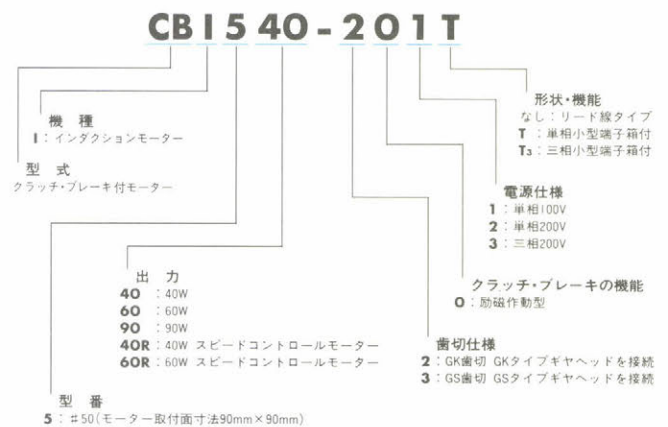 CBI540-201T
形状・機能
なし：リード線タイプ
T：単相小型端子箱付
T3：三相小型端子箱付
機種
I：インダクションモーター
型式
クラッチ・ブレーキ付モーター
電源仕様
1：単相100V
2：単相200V
3：三相200V
出力
40：40W
60：60W
90：90W
40R：40W スピードコントロールモーター
60R：60W スピードコントロールモーター
クラッチ・ブレーキの機能
0：励磁作動型
歯切仕様
2：GK歯切 GKタイプギヤヘッドを接続
3：GS歯切 GSタイプギヤヘッドを接続
型番
5：#50(モーター取付面寸法90mm×90mm)